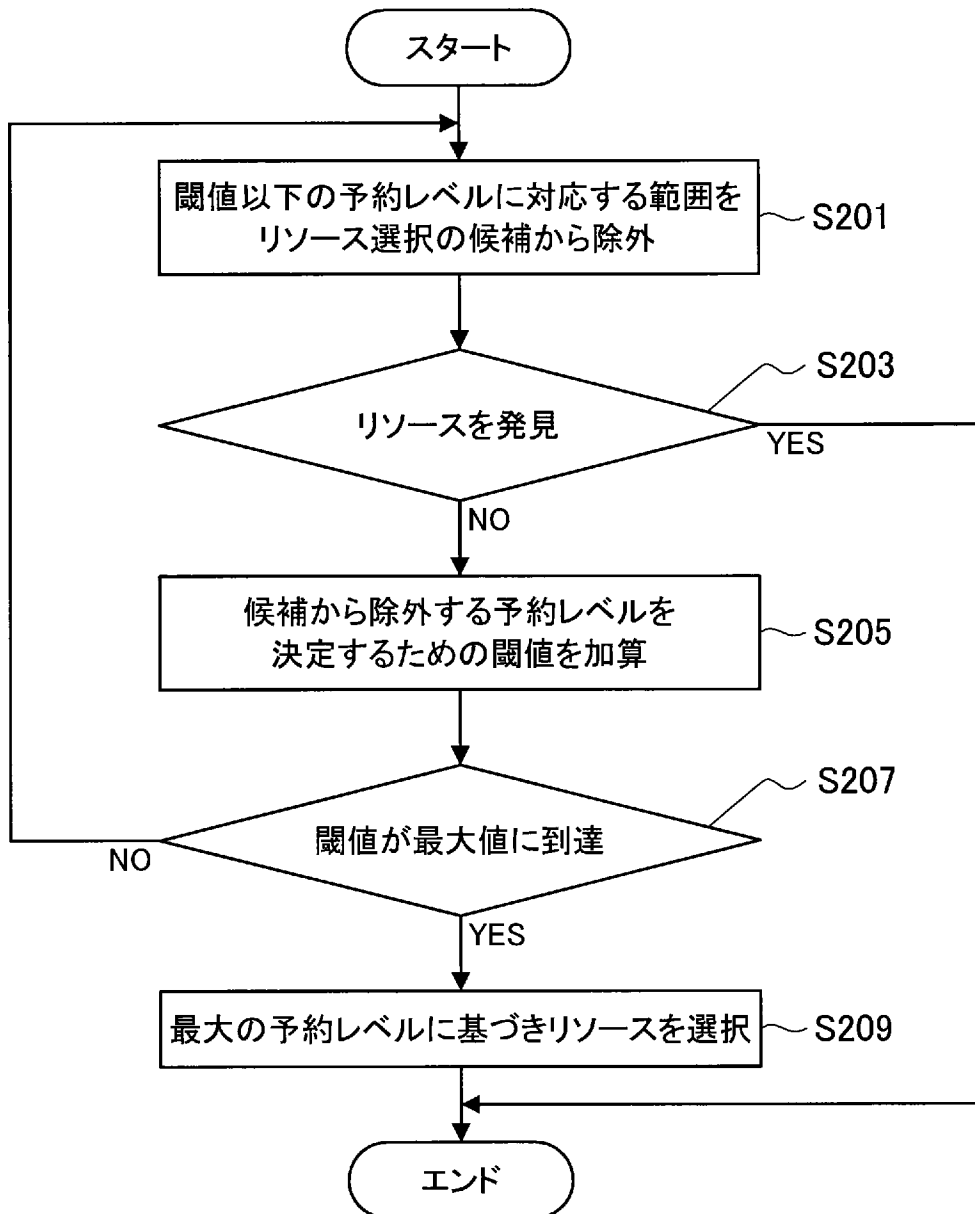 スタート
閾値以下の予約レベルに対応する範囲を
リソース選択の候補から除外
S201
S203
リソースを発見
YES
NO
候補から除外する予約レベルを
決定するための閾値を加算
S205
S207
閾値が最大値に到達
NO
YES
最大の予約レベルに基づきリソースを選択
S209
エンド